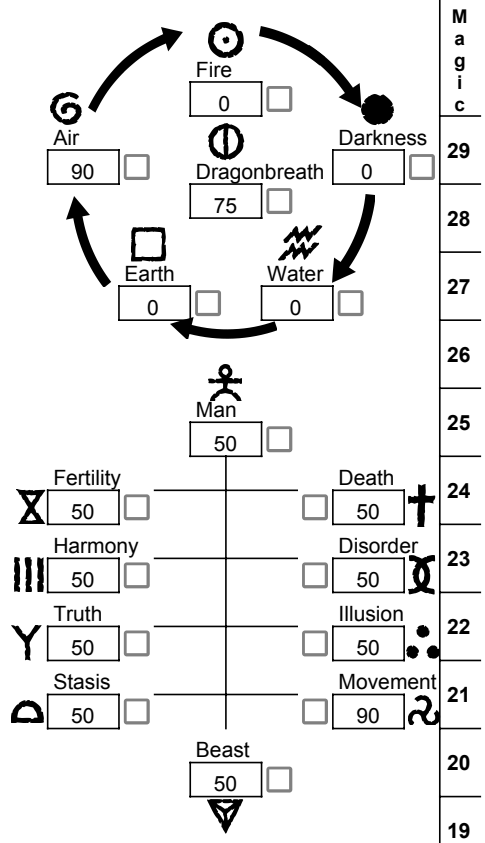 Magic
Fire
0
Air
Darkness
29
90
Dragonbreath
0
75
28
Earth
Water
27
0
0
26
Man
25
50
Fertility
Death
24
50
50
Harmony
Disorder
23
50
50
Truth
Illusion
22
50
50
Stasis
Movement
21
50
90
Beast
20
50
19